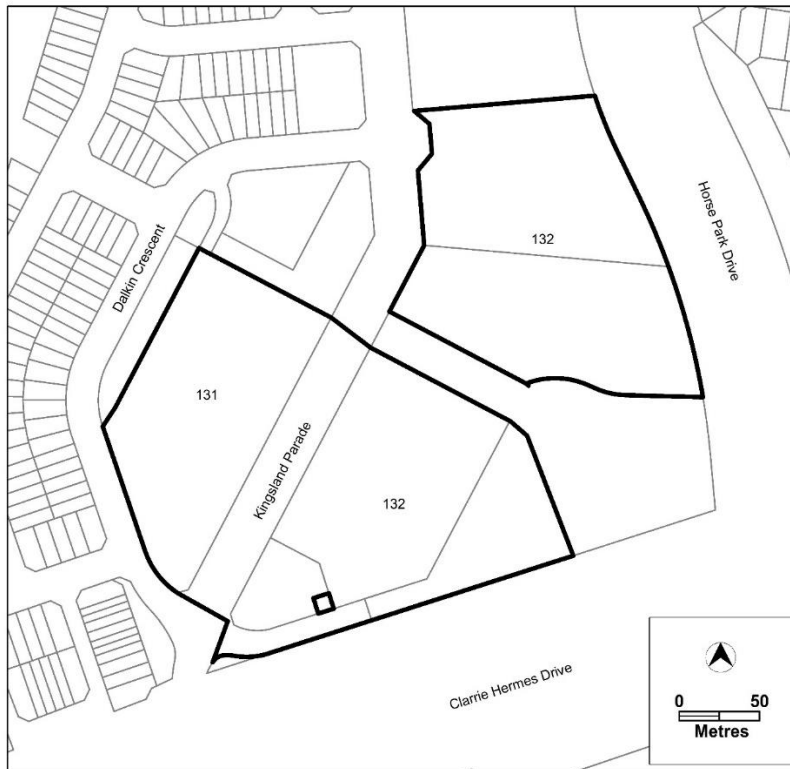 Dalkin Crescent
Horse Park Drive
132
131
Kingsland Parade
132
Clarrie Hermes Drive
0 50
Metres